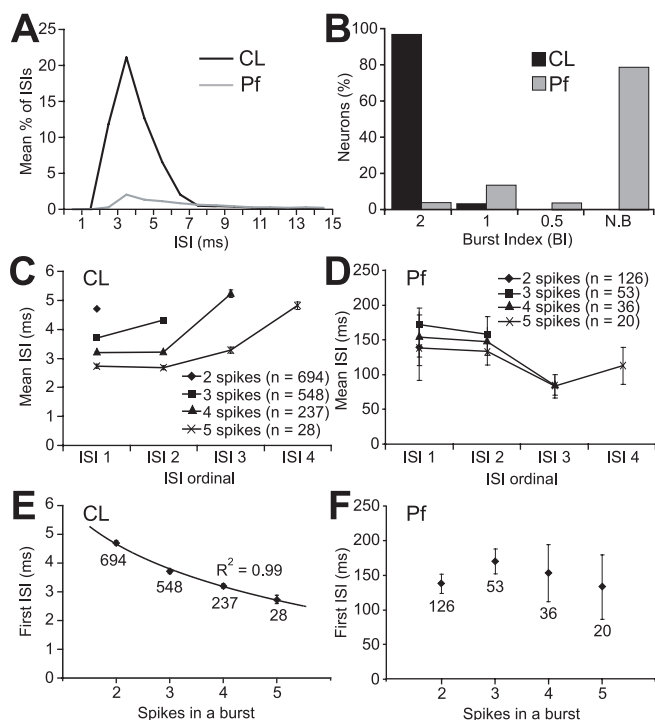 A
25
20
15
10
5
0
Mean % of ISIs
CL
Pf
1 3 5 7 9 11 13 15
ISI (ms)
B
100
80
60
40
20
0
Neurons (%)
CL
Pf
2 1 0.5 N.B
Burst Index (BI)
C
CL
6
5
4
3
2
1
0
Mean ISI (ms)
2 spikes (n = 694)
3 spikes (n = 548)
4 spikes (n = 237)
5 spikes (n = 28)
ISI 1 ISI 2 ISI 3 ISI 4
ISI ordinal
D
Pf
250
200
150
100
50
0
Mean ISI (ms)
2 spikes (n = 126)
3 spikes (n = 53)
4 spikes (n = 36)
5 spikes (n = 20)
ISI 1 ISI 2 ISI 3 ISI 4
ISI ordinal
E
CL
6
5
4
3
2
1
0
First ISI (ms)
R² = 0.99
694
548
237
28
2 3 4 5
Spikes in a burst
F
Pf
250
200
150
100
50
0
First ISI (ms)
126
53
36
20
2 3 4 5
Spikes in a burst